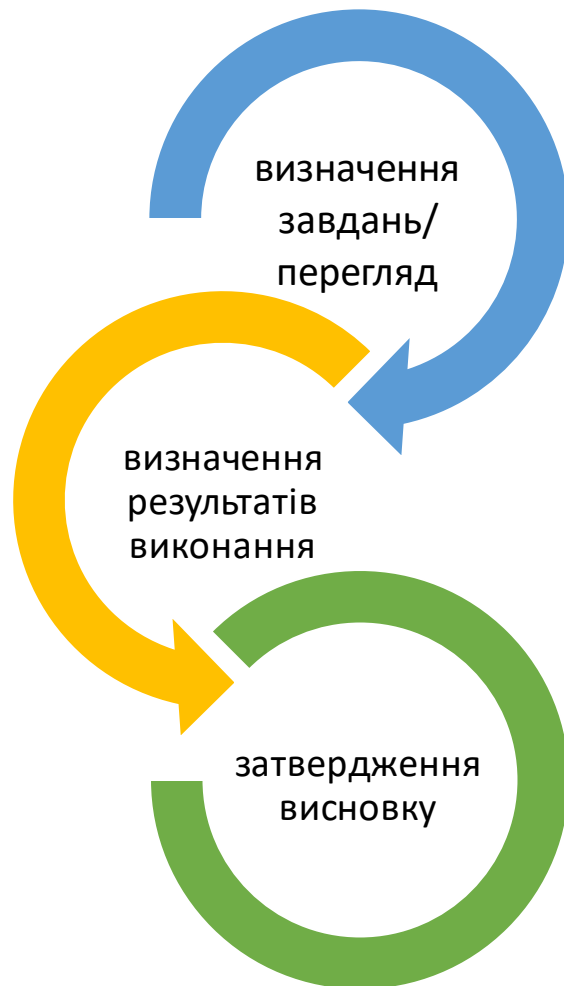 визначення
завдань/
перегляд
визначення
результатів
виконання
затвердження
висновку